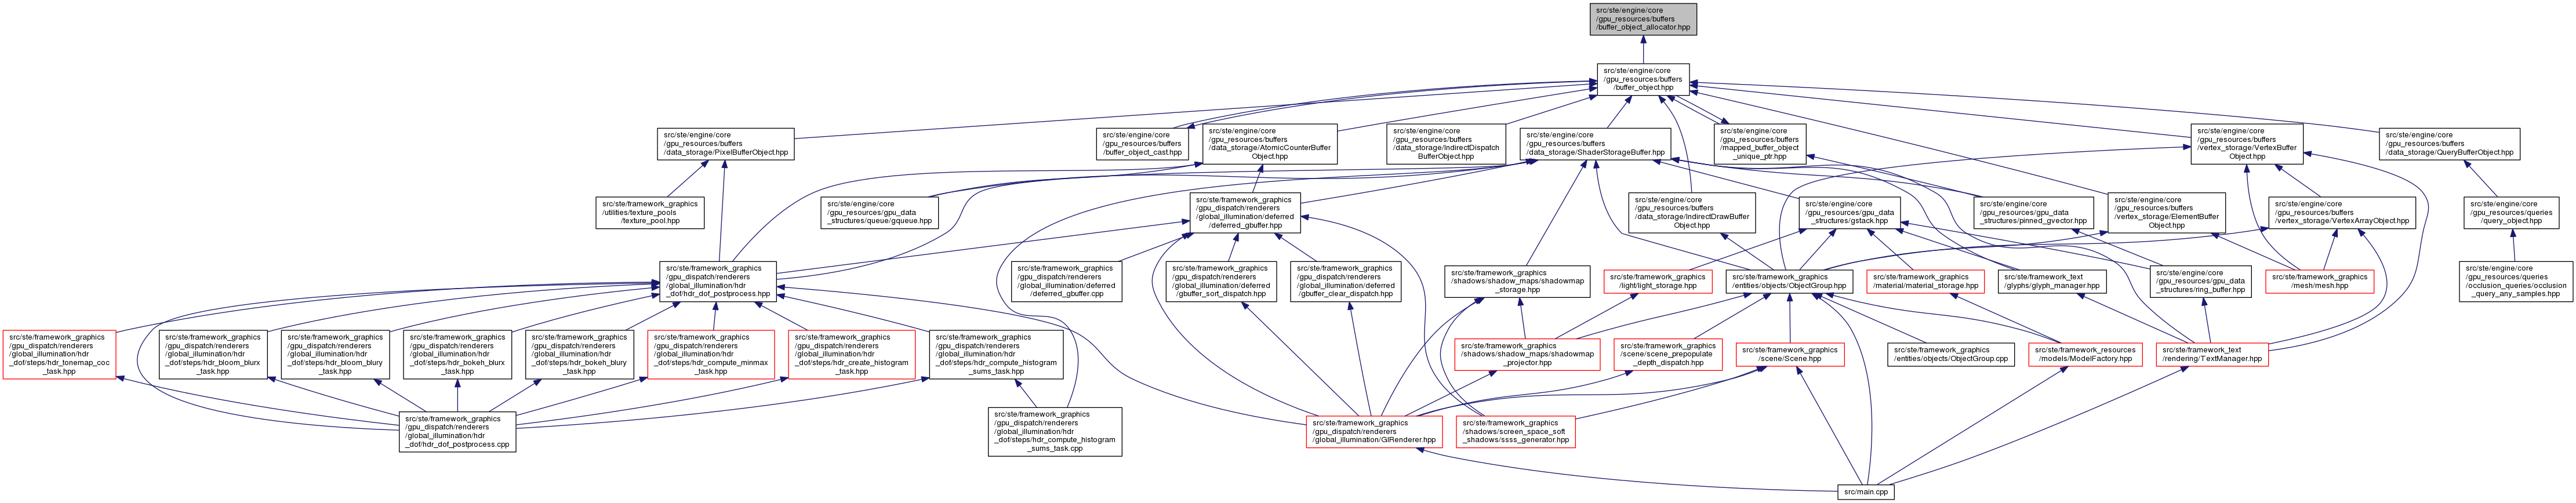 src/ste/engine/core
/gpu_resources/buffers
/buffer_object_allocator.hpp
src/ste/engine/core
/gpu_resources/buffers
/buffer_object.hpp
src/ste/engine/core
/gpu_resources/buffers
/data_storage/PixelBufferObject.hpp
src/ste/engine/core
/gpu_resources/buffers
/buffer_object_cast.hpp
src/ste/engine/core
/gpu_resources/buffers
/data_storage/AtomicCounterBuffer
Object.hpp
src/ste/engine/core
/gpu_resources/buffers
/data_storage/IndirectDispatch
BufferObject.hpp
src/ste/engine/core
/gpu_resources/buffers
/data_storage/ShaderStorageBuffer.hpp
src/ste/engine/core
/gpu_resources/buffers
/mapped_buffer_object
_unique_ptr.hpp
src/ste/engine/core
/gpu_resources/buffers
/vertex_storage/VertexBuffer
Object.hpp
src/ste/engine/core
/gpu_resources/buffers
/data_storage/QueryBufferObject.hpp
src/ste/framework_graphics
/utilities/texture_pools
/texture_pool.hpp
src/ste/engine/core
/gpu_resources/gpu_data
_structures/queue/gqueue.hpp
src/ste/framework_graphics
/gpu_dispatch/renderers
/global_illumination/deferred
/deferred_gbuffer.hpp
src/ste/engine/core
/gpu_resources/buffers
/data_storage/IndirectDrawBuffer
Object.hpp
src/ste/engine/core
/gpu_resources/gpu_data
_structures/gstack.hpp
src/ste/engine/core
/gpu_resources/gpu_data
_structures/pinned_gvector.hpp
src/ste/engine/core
/gpu_resources/buffers
/vertex_storage/ElementBuffer
Object.hpp
src/ste/engine/core
/gpu_resources/buffers
/vertex_storage/VertexArrayObject.hpp
src/ste/engine/core
/gpu_resources/queries
/query_object.hpp
src/ste/framework_graphics
/gpu_dispatch/renderers
/global_illumination/hdr
_dof/hdr_dof_postprocess.hpp
src/ste/framework_graphics
/gpu_dispatch/renderers
/global_illumination/deferred
/deferred_gbuffer.cpp
src/ste/framework_graphics
/gpu_dispatch/renderers
/global_illumination/deferred
/gbuffer_sort_dispatch.hpp
src/ste/framework_graphics
/gpu_dispatch/renderers
/global_illumination/deferred
/gbuffer_clear_dispatch.hpp
src/ste/framework_graphics
/shadows/shadow_maps/shadowmap
_storage.hpp
src/ste/framework_graphics
/light/light_storage.hpp
src/ste/framework_graphics
/entities/objects/ObjectGroup.hpp
src/ste/framework_graphics
/material/material_storage.hpp
src/ste/framework_text
/glyphs/glyph_manager.hpp
src/ste/engine/core
/gpu_resources/gpu_data
_structures/ring_buffer.hpp
src/ste/framework_graphics
/mesh/mesh.hpp
src/ste/engine/core
/gpu_resources/queries
/occlusion_queries/occlusion
_query_any_samples.hpp
src/ste/framework_graphics
/gpu_dispatch/renderers
/global_illumination/hdr
_dof/steps/hdr_tonemap_coc
_task.hpp
src/ste/framework_graphics
/gpu_dispatch/renderers
/global_illumination/hdr
_dof/steps/hdr_bloom_blurx
_task.hpp
src/ste/framework_graphics
/gpu_dispatch/renderers
/global_illumination/hdr
_dof/steps/hdr_bloom_blury
_task.hpp
src/ste/framework_graphics
/gpu_dispatch/renderers
/global_illumination/hdr
_dof/steps/hdr_bokeh_blurx
_task.hpp
src/ste/framework_graphics
/gpu_dispatch/renderers
/global_illumination/hdr
_dof/steps/hdr_bokeh_blury
_task.hpp
src/ste/framework_graphics
/gpu_dispatch/renderers
/global_illumination/hdr
_dof/steps/hdr_compute_minmax
_task.hpp
src/ste/framework_graphics
/gpu_dispatch/renderers
/global_illumination/hdr
_dof/steps/hdr_create_histogram
_task.hpp
src/ste/framework_graphics
/gpu_dispatch/renderers
/global_illumination/hdr
_dof/steps/hdr_compute_histogram
_sums_task.hpp
src/ste/framework_graphics
/shadows/shadow_maps/shadowmap
_projector.hpp
src/ste/framework_graphics
/scene/scene_prepopulate
_depth_dispatch.hpp
src/ste/framework_graphics
/scene/Scene.hpp
src/ste/framework_graphics
/entities/objects/ObjectGroup.cpp
src/ste/framework_resources
/models/ModelFactory.hpp
src/ste/framework_text
/rendering/TextManager.hpp
src/ste/framework_graphics
/gpu_dispatch/renderers
/global_illumination/hdr
_dof/hdr_dof_postprocess.cpp
src/ste/framework_graphics
/gpu_dispatch/renderers
/global_illumination/hdr
_dof/steps/hdr_compute_histogram
_sums_task.cpp
src/ste/framework_graphics
/gpu_dispatch/renderers
/global_illumination/GIRenderer.hpp
src/ste/framework_graphics
/shadows/screen_space_soft
_shadows/ssss_generator.hpp
src/main.cpp